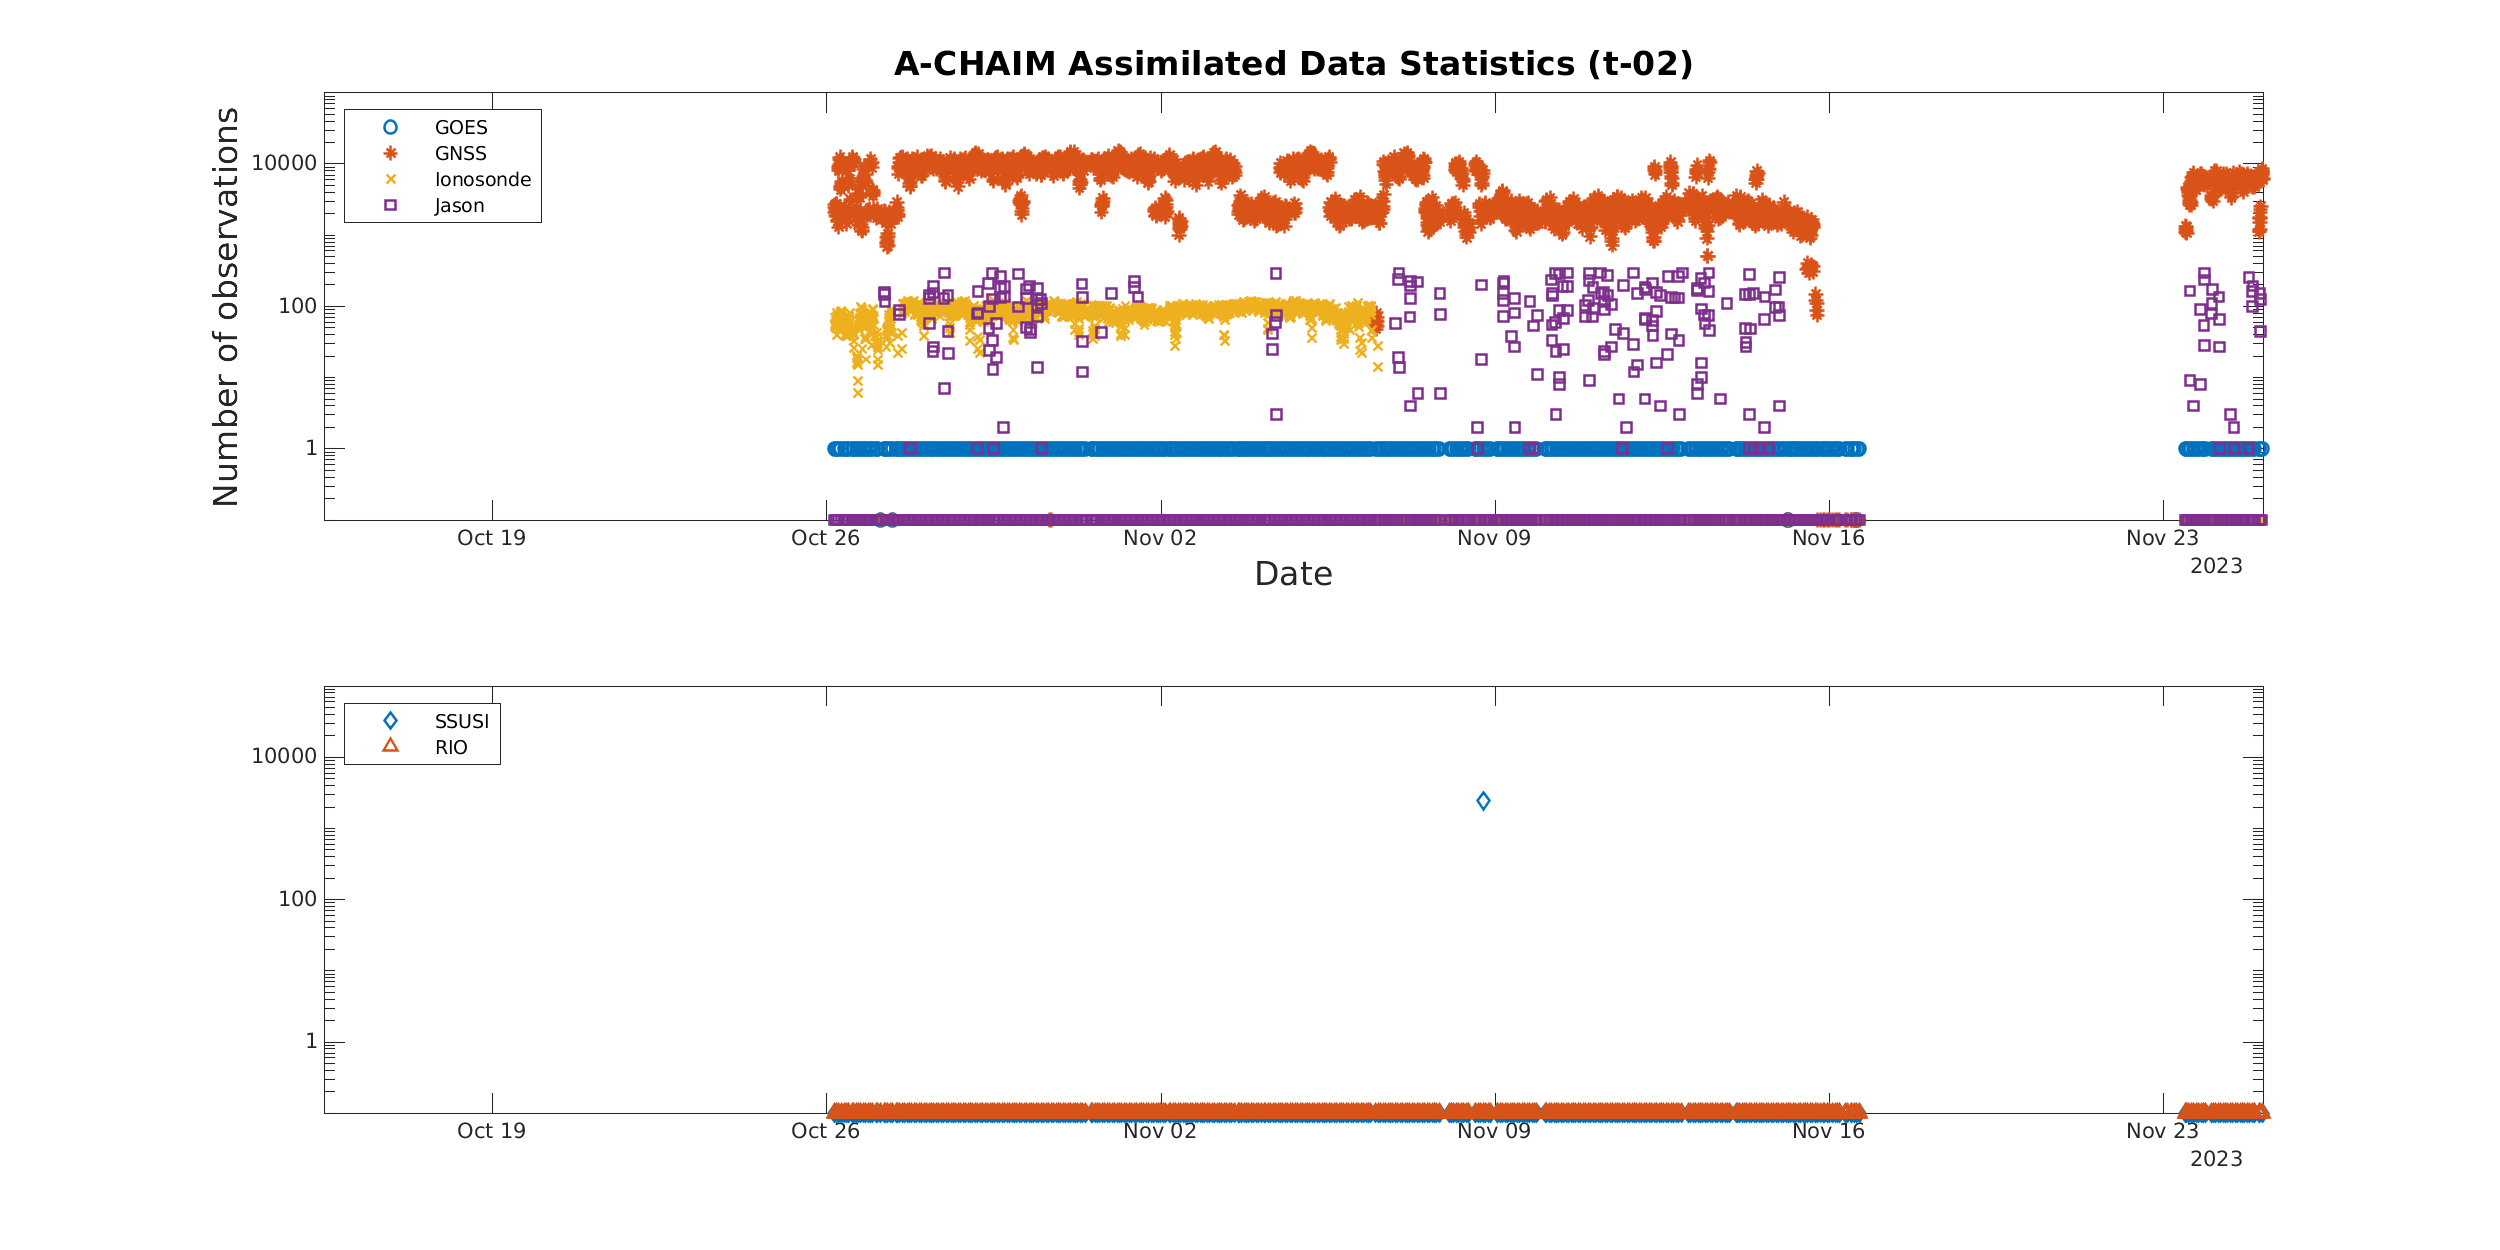 A-CHAIM Assimilated Data Statistics (t-02)
Number of observations
10000
100
1
GOES
GNSS
Ionosonde
Jason
Oct 19 Oct 26 Nov 02 Nov 09 Nov 16 Nov 23
2023
Date
10000
100
1
SSUSI
RIO
Oct 19 Oct 26 Nov 02 Nov 09 Nov 16 Nov 23
2023